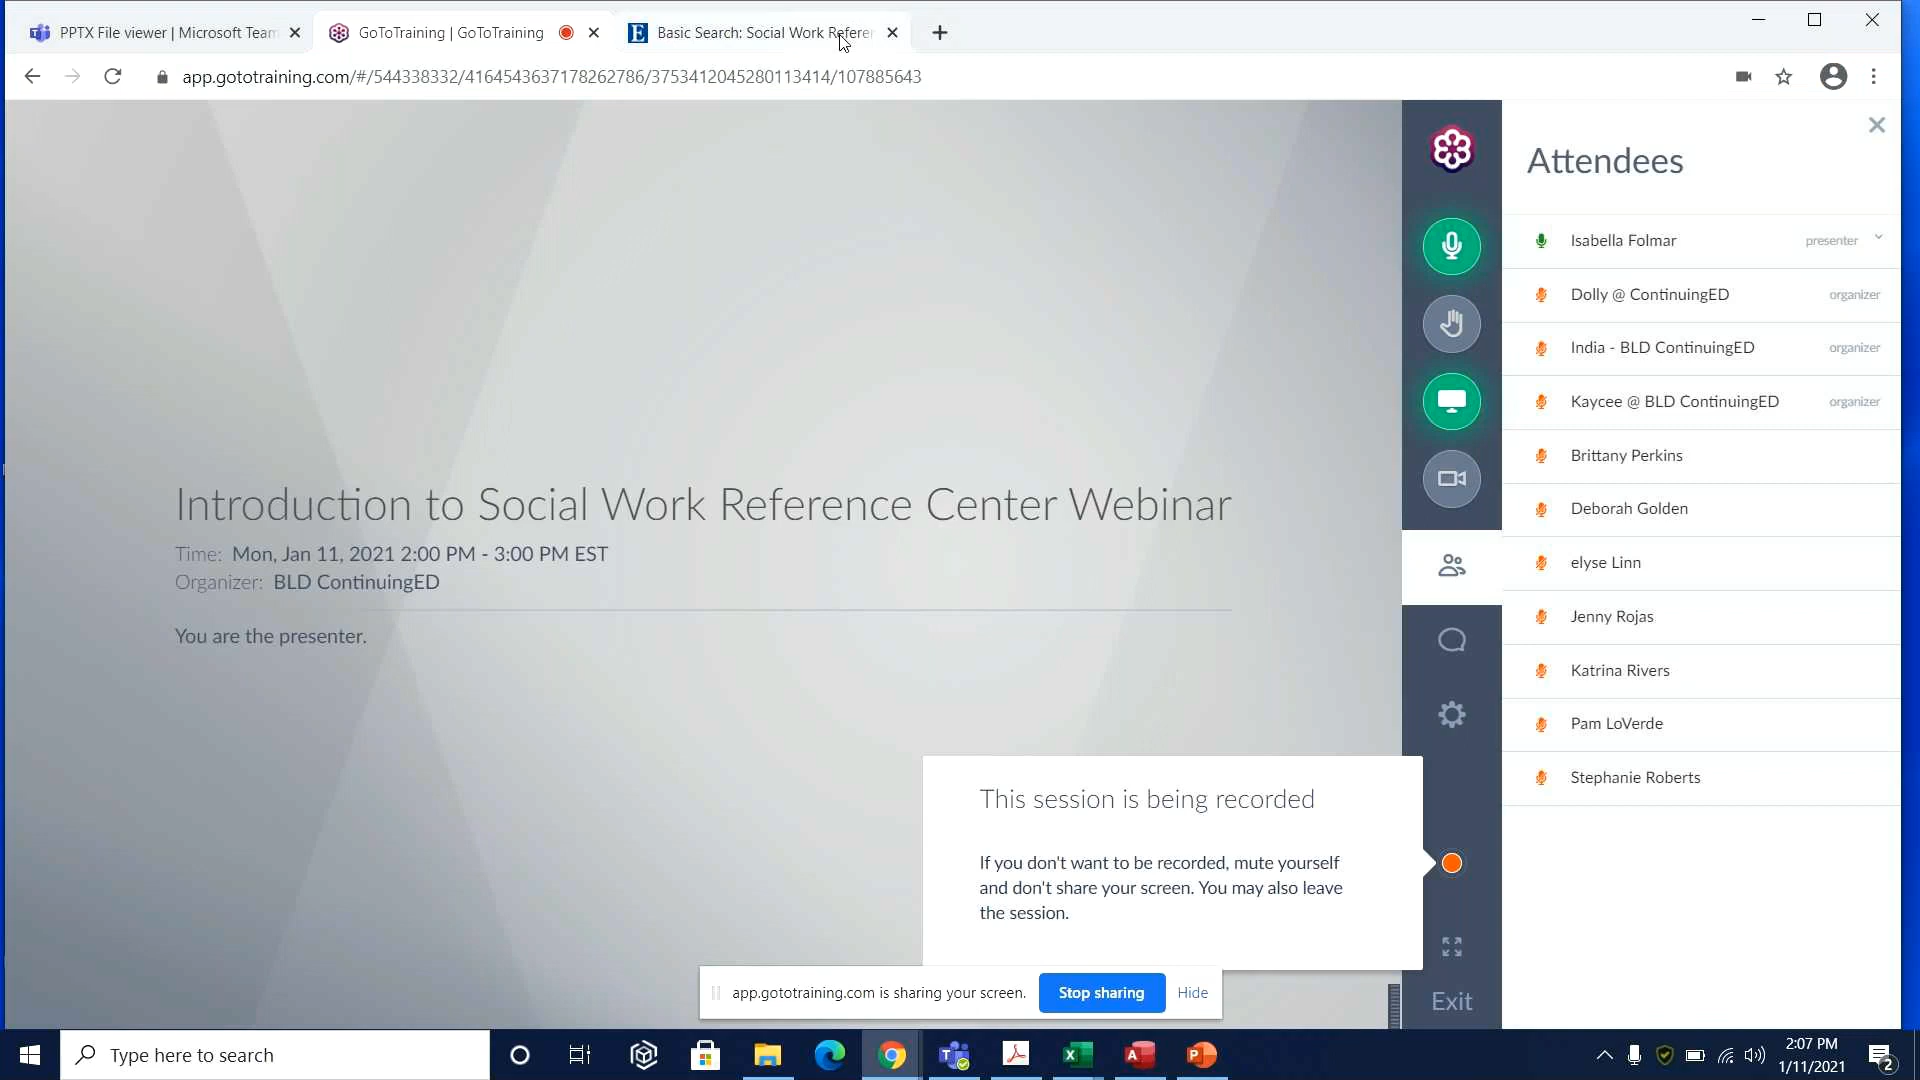 PPTX File viewer | Microsoft Team
GoToTraining | GoToTraining
Basic Search: Social Work Referen
app.gototraining.com/#/544338332/4164543637178262786/3753412045280113414/107885643
Attendees
Isabella Folmar presenter
Dolly @ ContinuingED organizer
India - BLD ContinuingED organizer
Kaycee @ BLD ContinuingED organizer
Brittany Perkins
Deborah Golden
elyse Linn
Jenny Rojas
Katrina Rivers
Pam LoVerde
Stephanie Roberts
Introduction to Social Work Reference Center Webinar
Time: Mon, Jan 11, 2021 2:00 PM - 3:00 PM EST
Organizer: BLD ContinuingED
You are the presenter.
This session is being recorded
If you don't want to be recorded, mute yourself
and don't share your screen. You may also leave
the session.
app.gototraining.com is sharing your screen. Stop sharing Hide
Exit
Type here to search
2:07 PM
1/11/2021
2